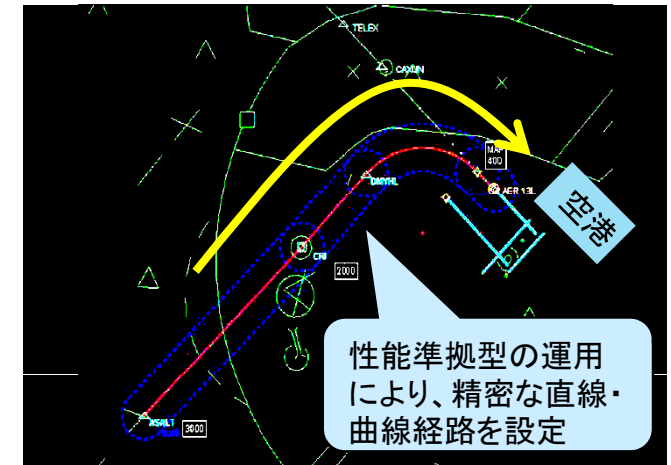 TELEX
CAXUN
MAP
400
DMYHL
AER 13L
空港
CRI
2000
性能準拠型の運用
により、精密な直線・
曲線経路を設定
ASALT
3000